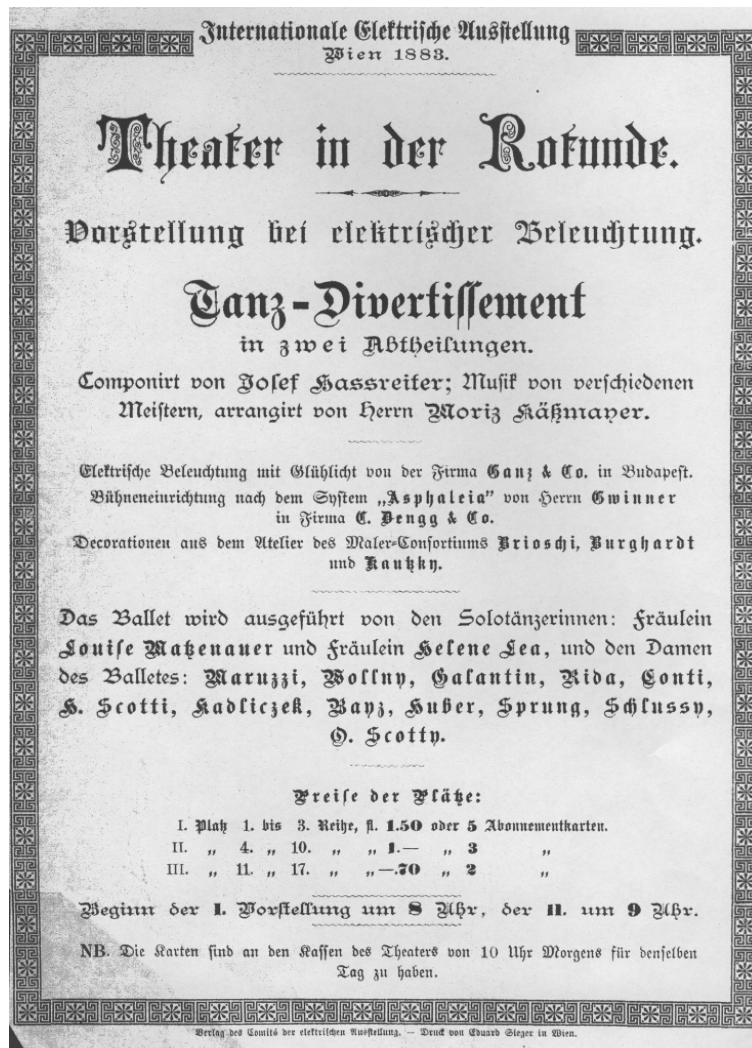 Internationale Elektrische Ausstellung
Wien 1883.
Theater in der Rotunde.
Vorstellung bei elektrischer Beleuchtung.
Tanz-Divertissement
in zwei Abtheilungen.
Componirt von Josef Hassreiter; Musik von verschiedenen
Meistern, arrangirt von Herrn Moriz Käßmayer.
Elektrische Beleuchtung mit Glühlicht von der Firma Ganz & Co. in Budapest.
Bühneneinrichtung nach dem System „Asphaleia" von Herrn Gwinner
in Firma C. Dengg & Co.
Decorationen aus dem Atelier des Maler-Consortiums Brioschi, Burghardt
und Kautzky.
Das Ballet wird ausgeführt von den Solotänzerinnen: Fräulein
Louise Matzenauer und Fräulein Helene Lea, und den Damen
des Balletes: Maruzzi, Wollny, Galantin, Rida, Conti,
H. Scotti, Kadliczek, Bayz, Huber, Sprung, Schlussy,
O. Scotty.
Preise der Plätze:
I. Platz 1. bis 3. Reihe, fl. 1.50 oder 5 Abonnementkarten.
II. „ 4. „ 10. „ „ 1.— „ 3 „
III. „ 11. „ 17. „ „ —.70 „ 2 „
Beginn der I. Vorstellung um 8 Uhr, der II. um 9 Uhr.
NB. Die Karten sind an den Kassen des Theaters von 10 Uhr Morgens für denselben
Tag zu haben.
Verlag des Comité der elektrischen Ausstellung. — Druck von Eduard Sieger in Wien.